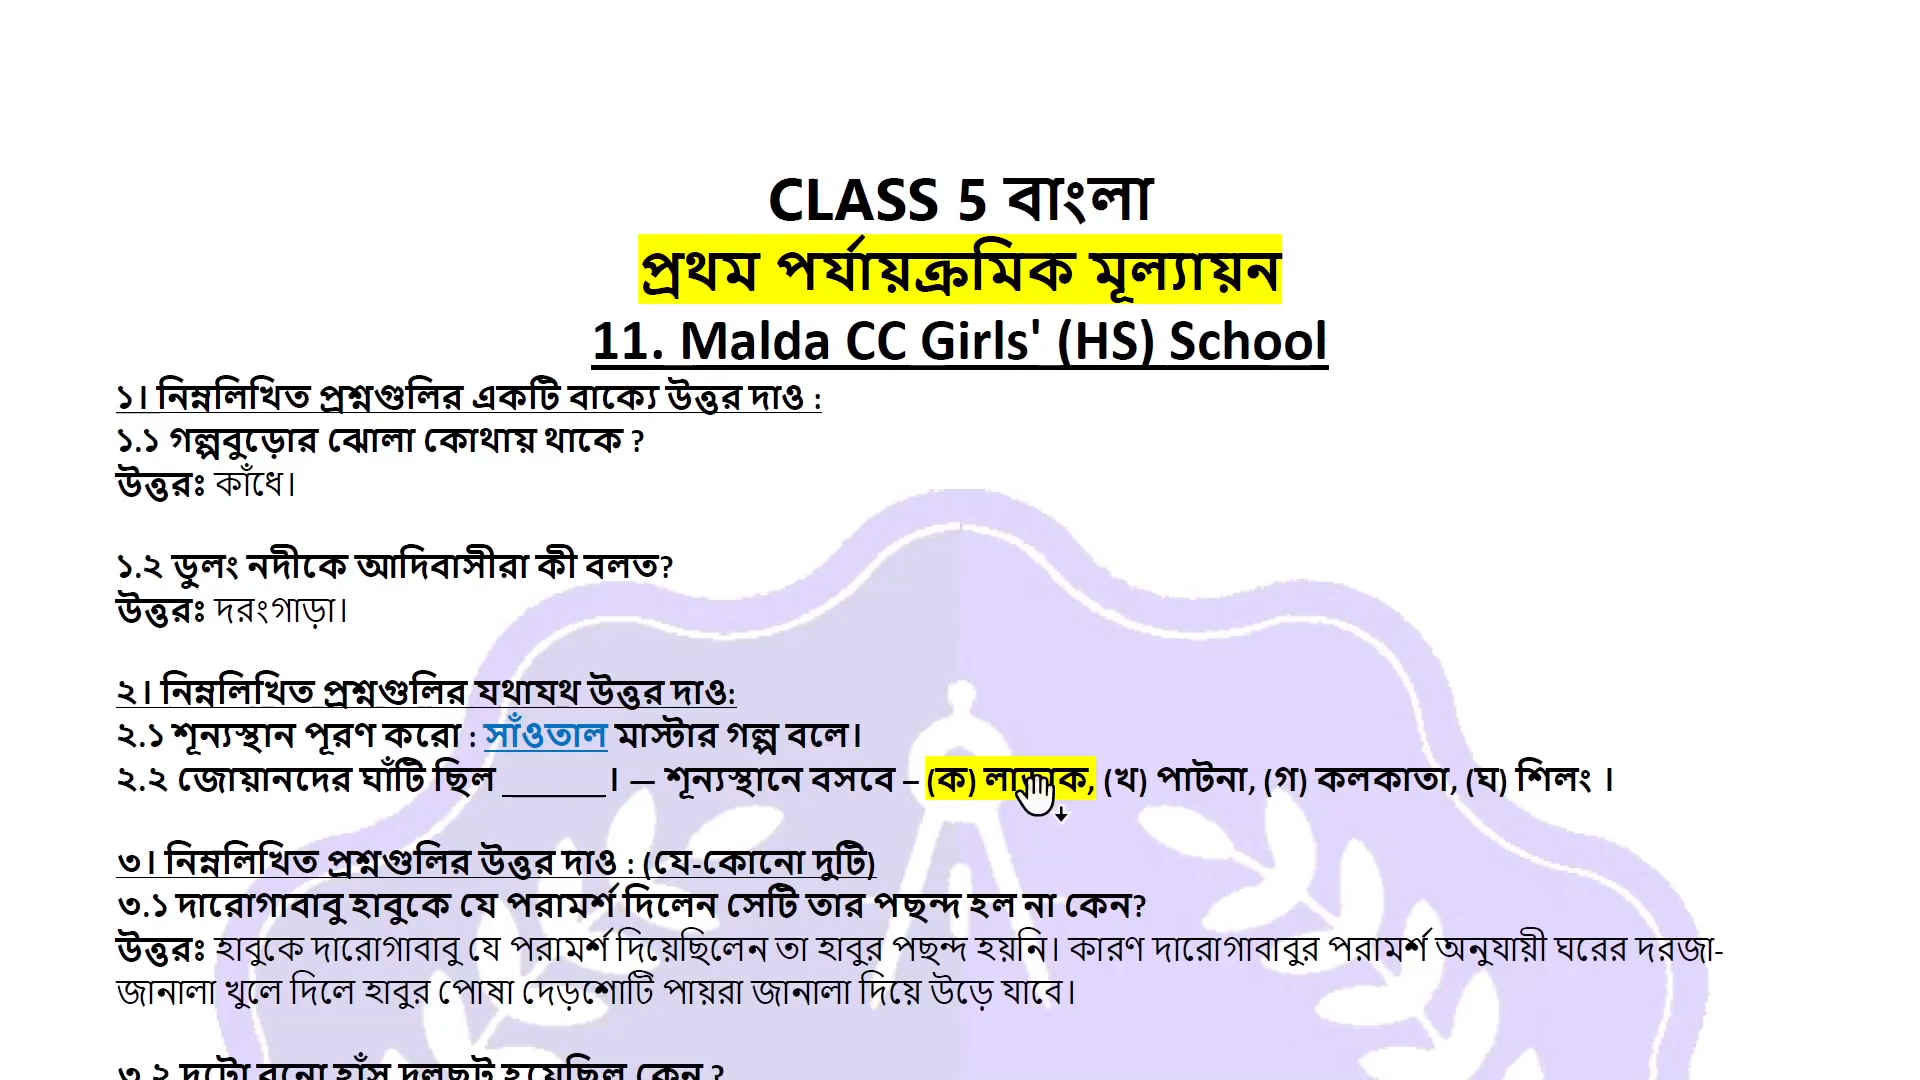 CLASS 5 বাংলা
প্রথম পর্যায়ক্রমিক মূল্যায়ন
11. Malda CC Girls' (HS) School
১। নিম্নলিখিত প্রশ্নগুলির একটি বাক্যে উত্তর দাও :
১.১ গল্পবুড়োর ঝোলা কোথায় থাকে ?
উত্তরঃ কাঁধে।
১.২ ডুলং নদীকে আদিবাসীরা কী বলত?
উত্তরঃ দরংগাড়া।
২। নিম্নলিখিত প্রশ্নগুলির যথাযথ উত্তর দাও:
২.১ শূন্যস্থান পূরণ করো : সাঁওতাল মাস্টার গল্প বলে।
২.২ জোয়ানদের ঘাঁটি ছিল ______। — শূন্যস্থানে বসবে – (ক) (খ) পাটনা, (গ) কলকাতা, (ঘ) শিলং ।
৩। নিম্নলিখিত প্রশ্নগুলির উত্তর দাও : (যে-কোনো দুটি)
৩.১ দারোগাবাবু হাবুকে যে পরামর্শ দিলেন সেটি তার পছন্দ হল না কেন?
উত্তরঃ হাবুকে দারোগাবাবু যে পরামর্শ দিয়েছিলেন তা হাবুর পছন্দ হয়নি। কারণ দারোগাবাবুর পরামর্শ অনুযায়ী ঘরের দরজা-
জানালা খুলে দিলে হাবুর পোষা দেড়শোটি পায়রা জানালা দিয়ে উড়ে যাবে।
৩.২ দুটো বুনো হাঁস দলছুট হয়েছিল কেন ?